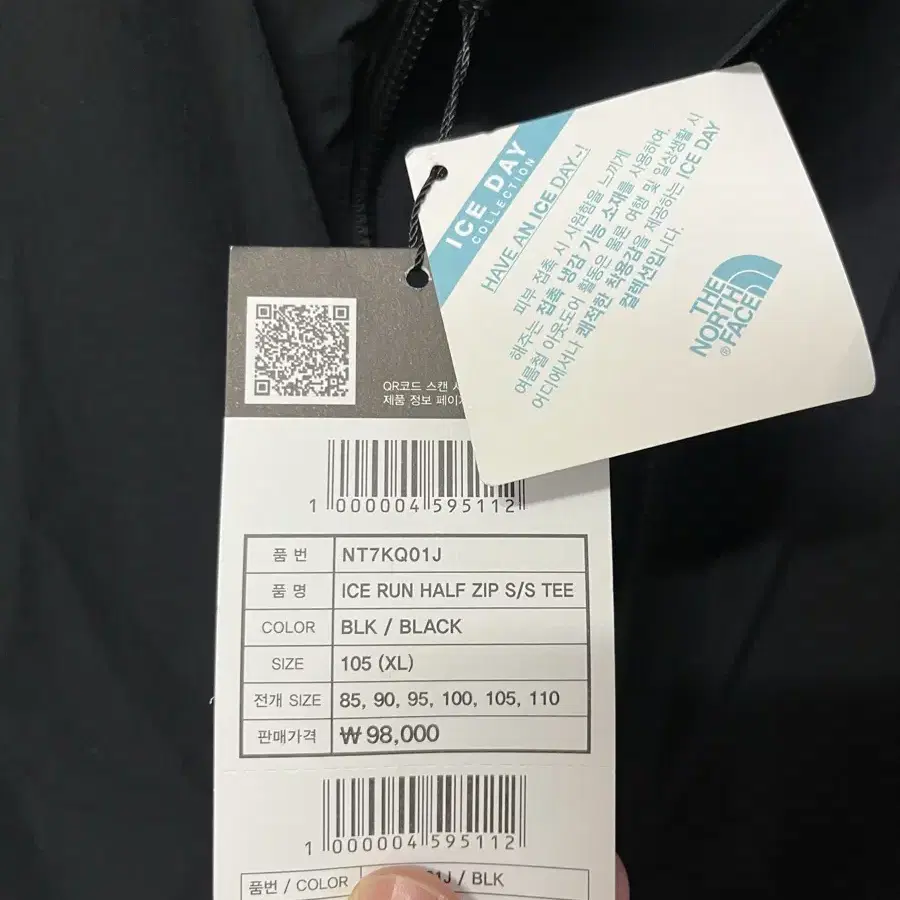 ICE DAY
COLLECTION
HAVE AN ICE DAY~!
피부 접촉 시 시원함을 느끼게
해주는 접촉 냉감 기능 소재를 사용하여,
여름철 아웃도어 활동은 물론 여행 및 일상생활 시
어디에서나 쾌적한 착용감을 제공하는 ICE DAY
컬렉션입니다.
THE
NORTH
FACE®
QR코드 스캔 시
제품 정보 페이지
1 000004 595112
품 번 NT7KQ01J
품 명 ICE RUN HALF ZIP S/S TEE
COLOR BLK / BLACK
SIZE 105 (XL)
전개 SIZE 85, 90, 95, 100, 105, 110
판매가격 ₩98,000
1 000004 595112
품번 / COLOR 1J / BLK